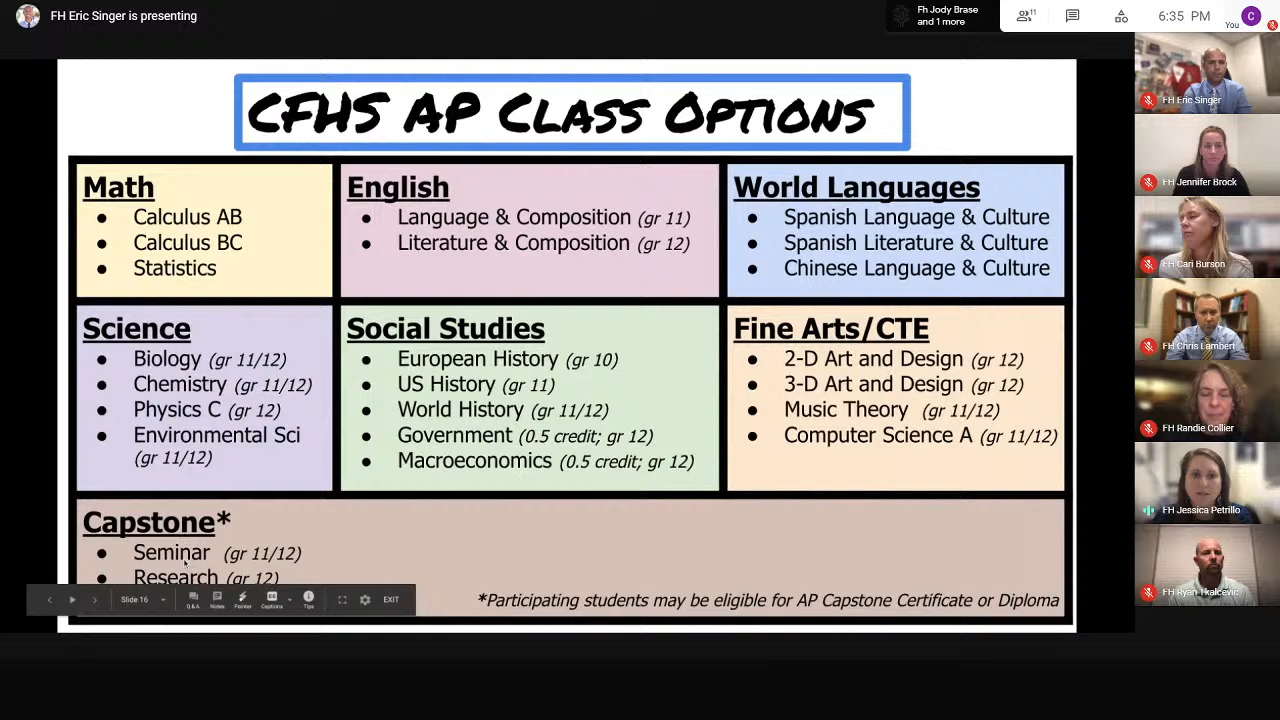 FH Eric Singer is presenting
Fh Jody Brase
and 1 more
11
6:35 PM
C
You
CFHS AP Class Options
Math
• Calculus AB
• Calculus BC
• Statistics
English
• Language & Composition (gr 11)
• Literature & Composition (gr 12)
World Languages
• Spanish Language & Culture
• Spanish Literature & Culture
• Chinese Language & Culture
Science
• Biology (gr 11/12)
• Chemistry (gr 11/12)
• Physics C (gr 12)
• Environmental Sci
(gr 11/12)
Social Studies
• European History (gr 10)
• US History (gr 11)
• World History (gr 11/12)
• Government (0.5 credit; gr 12)
• Macroeconomics (0.5 credit; gr 12)
Fine Arts/CTE
• 2-D Art and Design (gr 12)
• 3-D Art and Design (gr 12)
• Music Theory (gr 11/12)
• Computer Science A (gr 11/12)
Capstone*
• Seminar (gr 11/12)
• Research (gr 12)
*Participating students may be eligible for AP Capstone Certificate or Diploma
Slide 16
Q&A
Notes
Pointer
Captions
Tips
EXIT
FH Eric Singer
FH Jennifer Brock
FH Cari Burson
FH Chris Lambert
FH Randie Collier
FH Jessica Petrillo
FH Ryan Tkalcevic